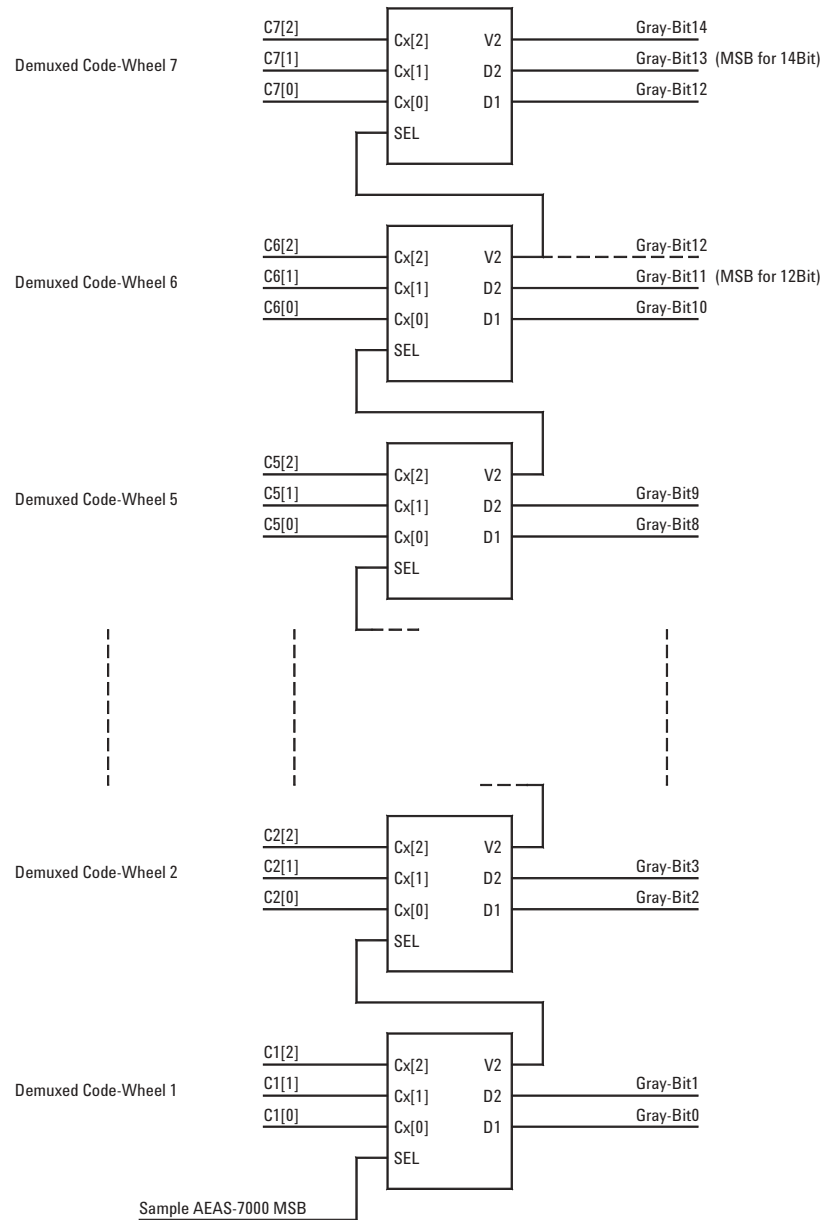 C7[2] Cx[2] V2 Gray-Bit14
Demuxed Code-Wheel 7 C7[1] Cx[1] D2 Gray-Bit13 (MSB for 14Bit)
C7[0] Cx[0] D1 Gray-Bit12
SEL
C6[2] Cx[2] V2 Gray-Bit12
Demuxed Code-Wheel 6 C6[1] Cx[1] D2 Gray-Bit11 (MSB for 12Bit)
C6[0] Cx[0] D1 Gray-Bit10
SEL
C5[2] Cx[2] V2
Demuxed Code-Wheel 5 C5[1] Cx[1] D2 Gray-Bit9
C5[0] Cx[0] D1 Gray-Bit8
SEL
C2[2] Cx[2] V2
Demuxed Code-Wheel 2 C2[1] Cx[1] D2 Gray-Bit3
C2[0] Cx[0] D1 Gray-Bit2
SEL
C1[2] Cx[2] V2
Demuxed Code-Wheel 1 C1[1] Cx[1] D2 Gray-Bit1
C1[0] Cx[0] D1 Gray-Bit0
SEL
Sample AEAS-7000 MSB